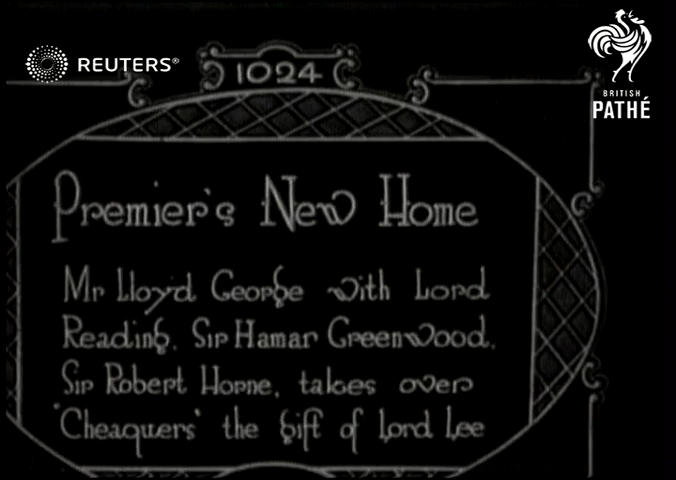 REUTERS®
1024
BRITISH
PATHÉ
Premier's New Home
Mr Lloyd George with Lord
Reading, Sir Hamar Greenwood,
Sir Robert Horne, takes over
'Cheaquers' the gift of Lord Lee